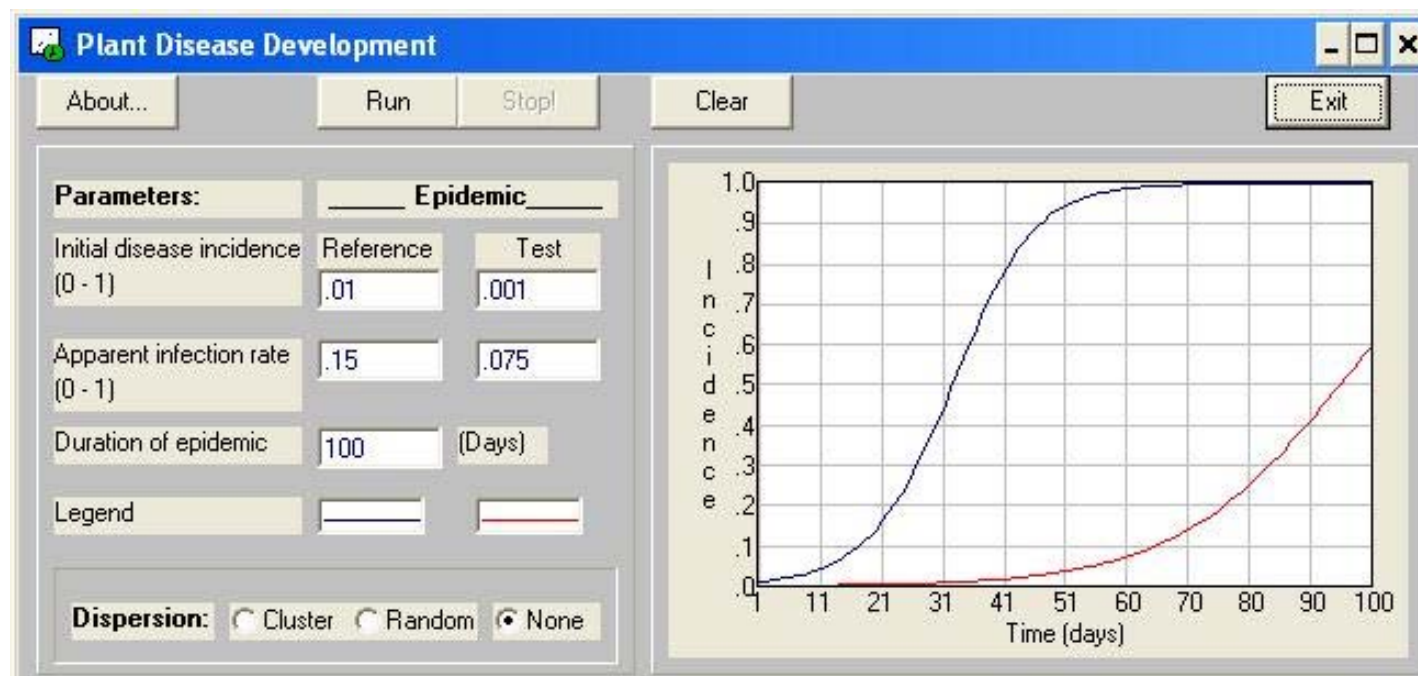 Plant Disease Development
About... Run Stop! Clear Exit
Parameters: _____ Epidemic_____
Initial disease incidence
(0 - 1)
Reference Test
.01 .001
Apparent infection rate
(0 - 1)
.15 .075
Duration of epidemic 100 (Days)
Legend
Dispersion: Cluster Random None
Incidence
1.0
.9
.8
.7
.6
.5
.4
.3
.2
.1
.0
1 11 21 31 41 51 60 70 80 90 100
Time (days)